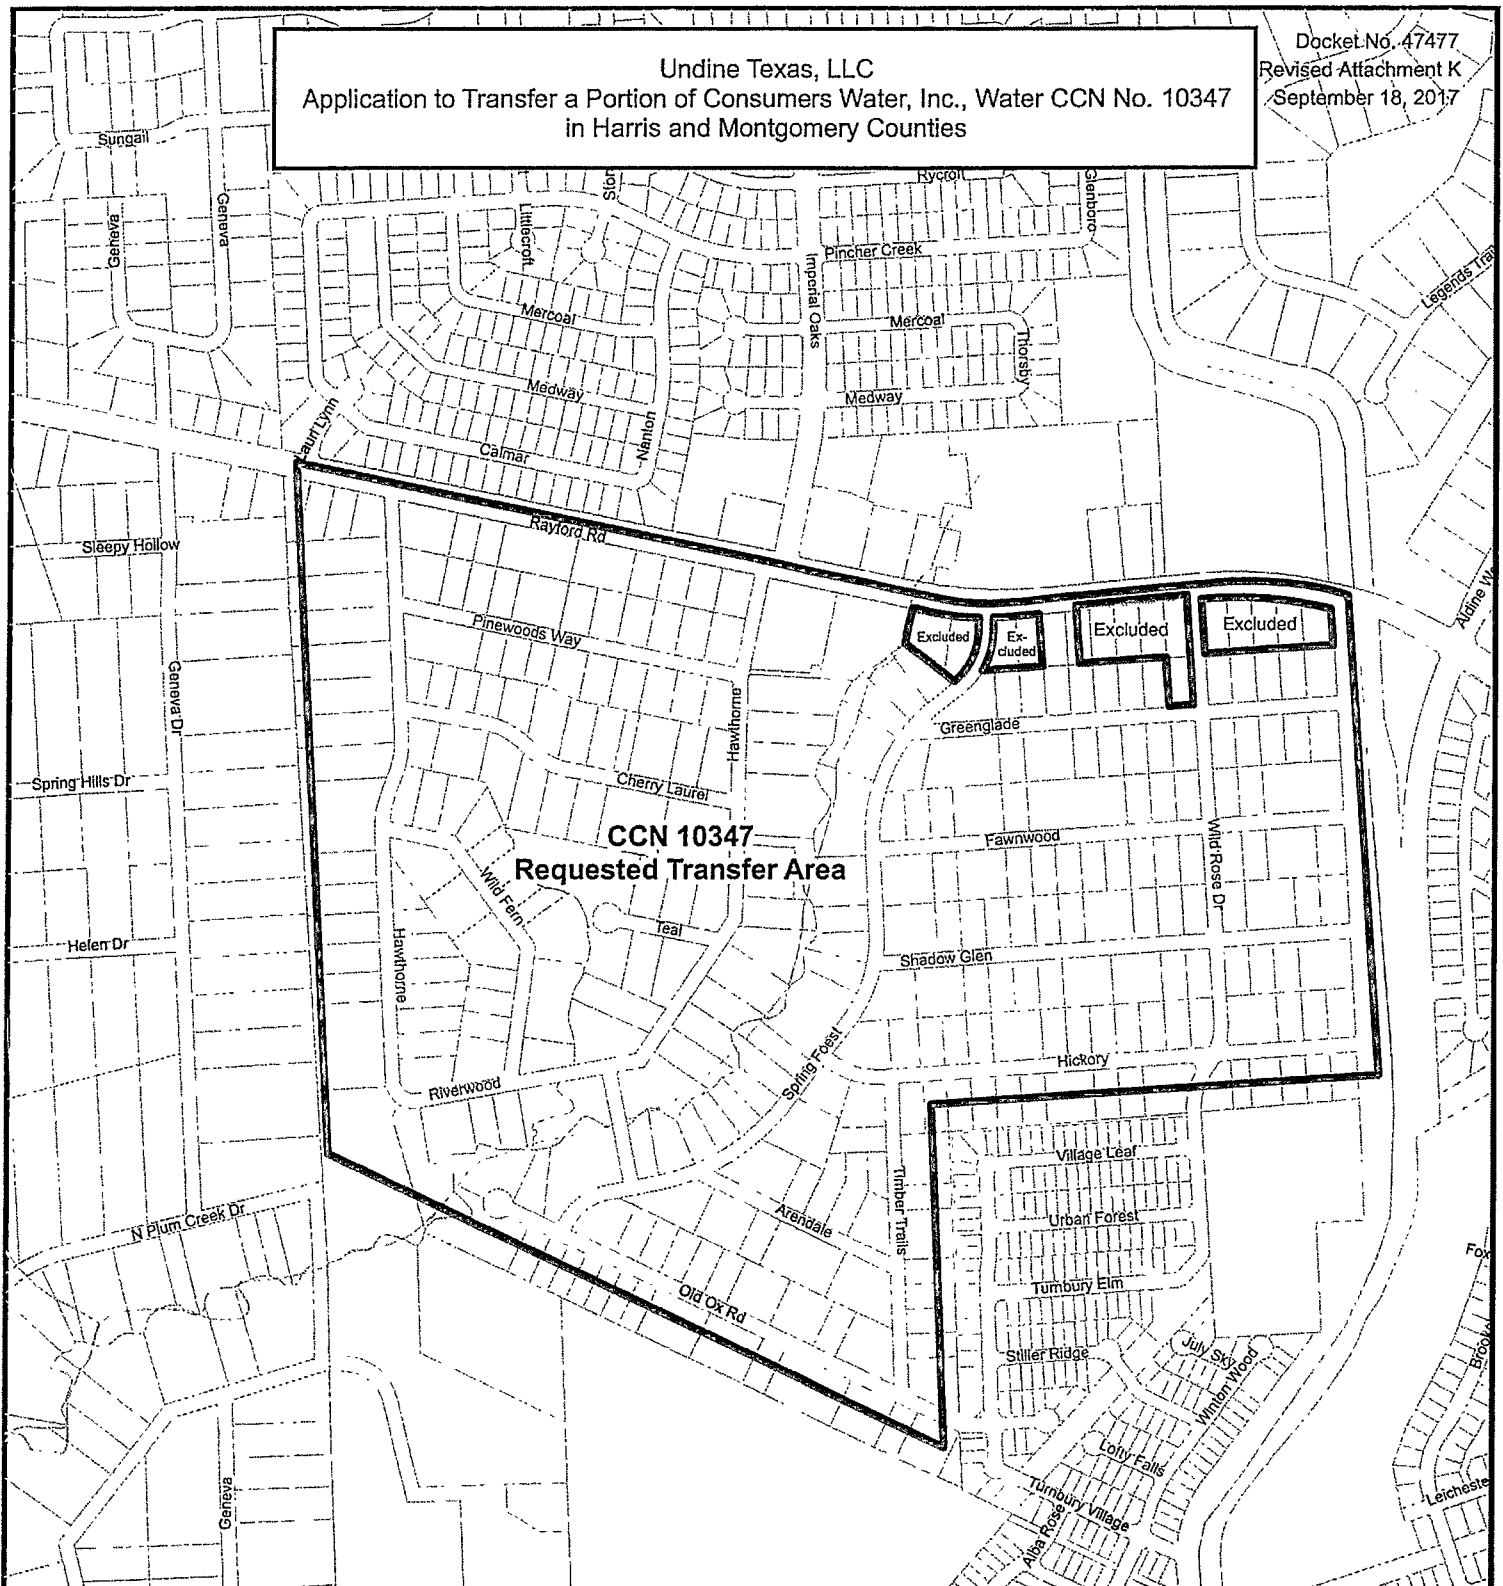 Docket No. 47477
Revised Attachment K
September 18, 2017
Undine Texas, LLC
Application to Transfer a Portion of Consumers Water, Inc., Water CCN No. 10347
in Harris and Montgomery Counties
Sungail
Geneva
Geneva
Littlecroft
Rycroft
Glenboro
Pincher Creek
Imperial Oaks
Mercoal
Mercoal
Thorsby
Medway
Medway
Nanton
Calmar
Lauri Lynn
Rayford Rd
Sleepy Hollow
Pinewoods Way
Excluded
Ex-
cluded
Excluded
Excluded
Geneva Dr
Hawthorne
Greenglade
Spring Hills Dr
Cherry Laurel
CCN 10347
Requested Transfer Area
Fawnwood
Wild Rose Dr
Wild Fern
Teal
Helen Dr
Hawthorne
Shadow Glen
Spring Foest
Hickory
Riverwood
Village Leaf
Timber Trails
N Plum Creek Dr
Arendale
Urban Forest
Turnbury Elm
Old Ox Rd
Stiller Ridge
July Sky
Winton Wood
Lofty Falls
Turnbury Village
Alba Rose
Geneva